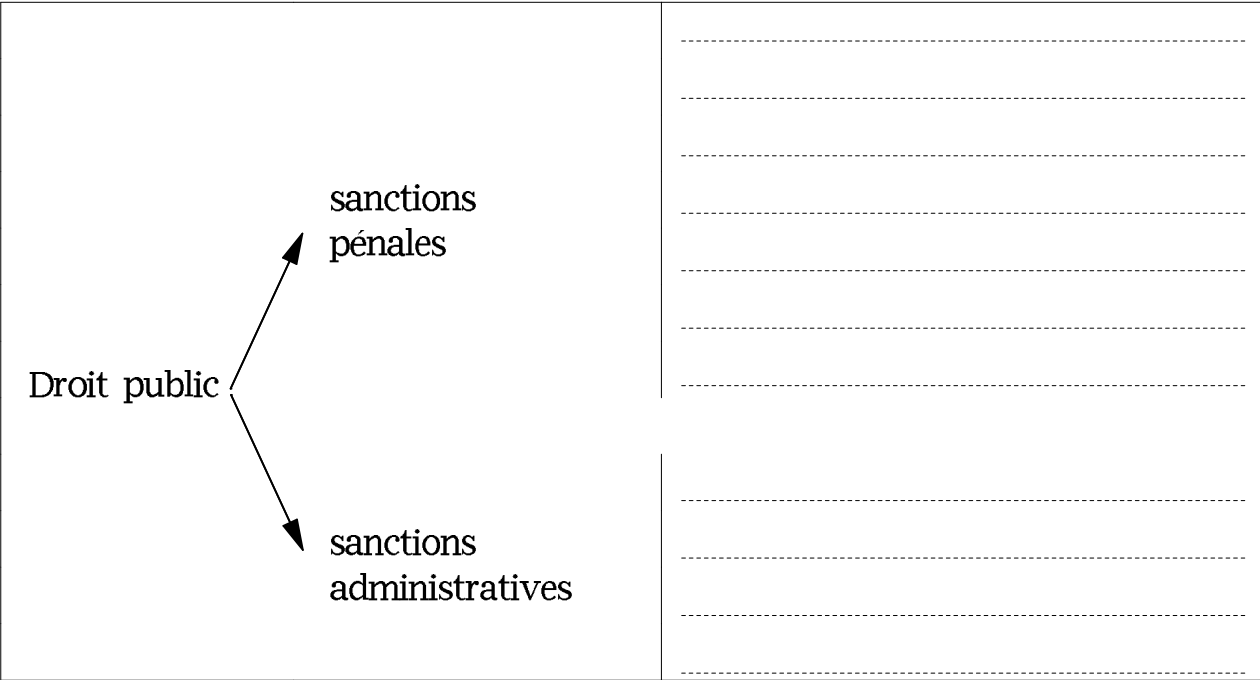 sanctions
pénales
Droit public
sanctions
administratives